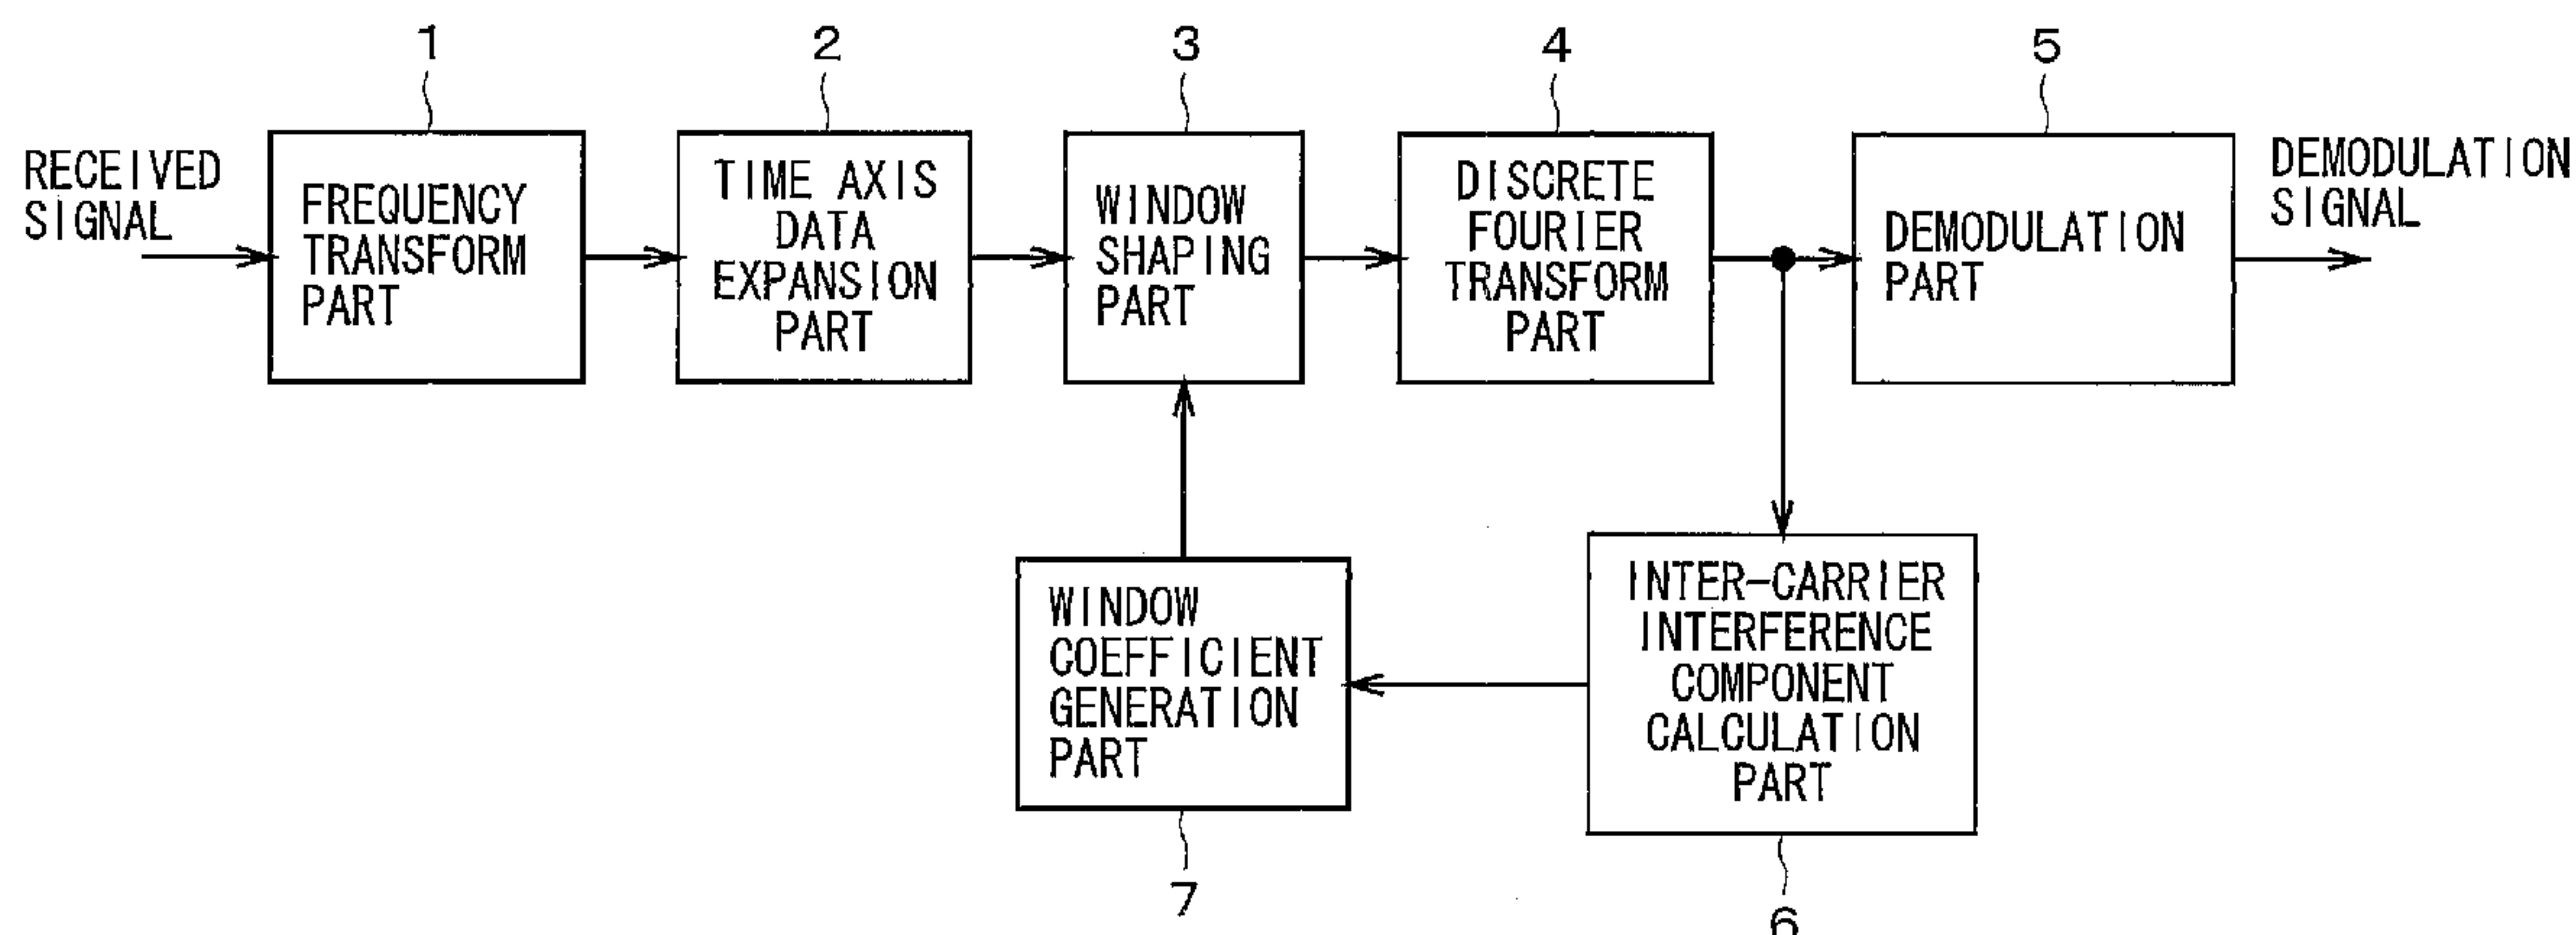 1
2
3
4
5
RECEIVED
SIGNAL
FREQUENCY
TRANSFORM
PART
TIME AXIS
DATA
EXPANSION
PART
WINDOW
SHAPING
PART
DISCRETE
FOURIER
TRANSFORM
PART
DEMODULATION
PART
DEMODULATION
SIGNAL
WINDOW
COEFFICIENT
GENERATION
PART
INTER-CARRIER
INTERFERENCE
COMPONENT
CALCULATION
PART
7
6